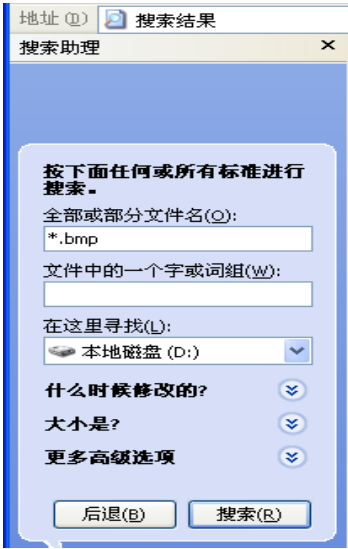 地址(D) 搜索结果
搜索助理
按下面任何或所有标准进行
搜索。
全部或部分文件名(O):
*.bmp
文件中的一个字或词组(W):
在这里寻找(L):
本地磁盘 (D:)
什么时候修改的?
大小是?
更多高级选项
后退(B) 搜索(R)